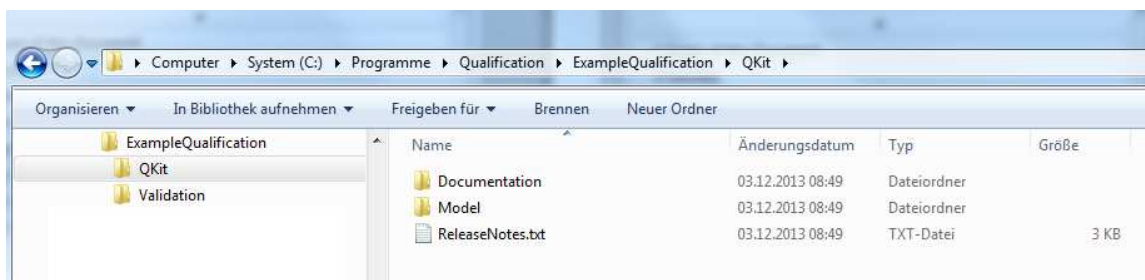 Computer ▸ System (C:) ▸ Programme ▸ Qualification ▸ ExampleQualification ▸ QKit ▸
Organisieren In Bibliothek aufnehmen Freigeben für Brennen Neuer Ordner
ExampleQualification
QKit
Validation
Name Änderungsdatum Typ Größe
Documentation 03.12.2013 08:49 Dateiordner
Model 03.12.2013 08:49 Dateiordner
ReleaseNotes.txt 03.12.2013 08:49 TXT-Datei 3 KB